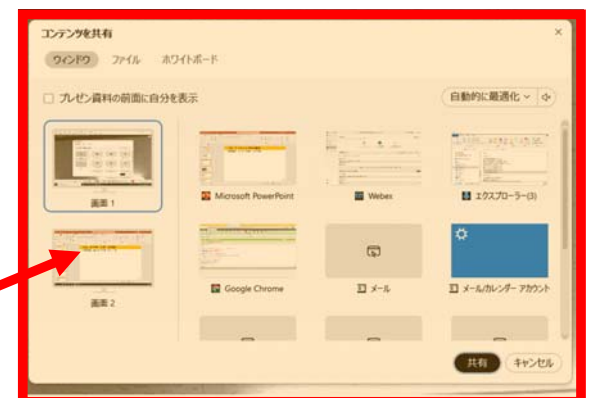 コンテンツを共有
ウィンドウ ファイル ホワイトボード
プレゼン資料の前面に自分を表示
自動的に最適化
画面 1
Microsoft PowerPoint
Webex
エクスプローラー(3)
画面 2
Google Chrome
メール
メール/カレンダー アカウント
共有
キャンセル